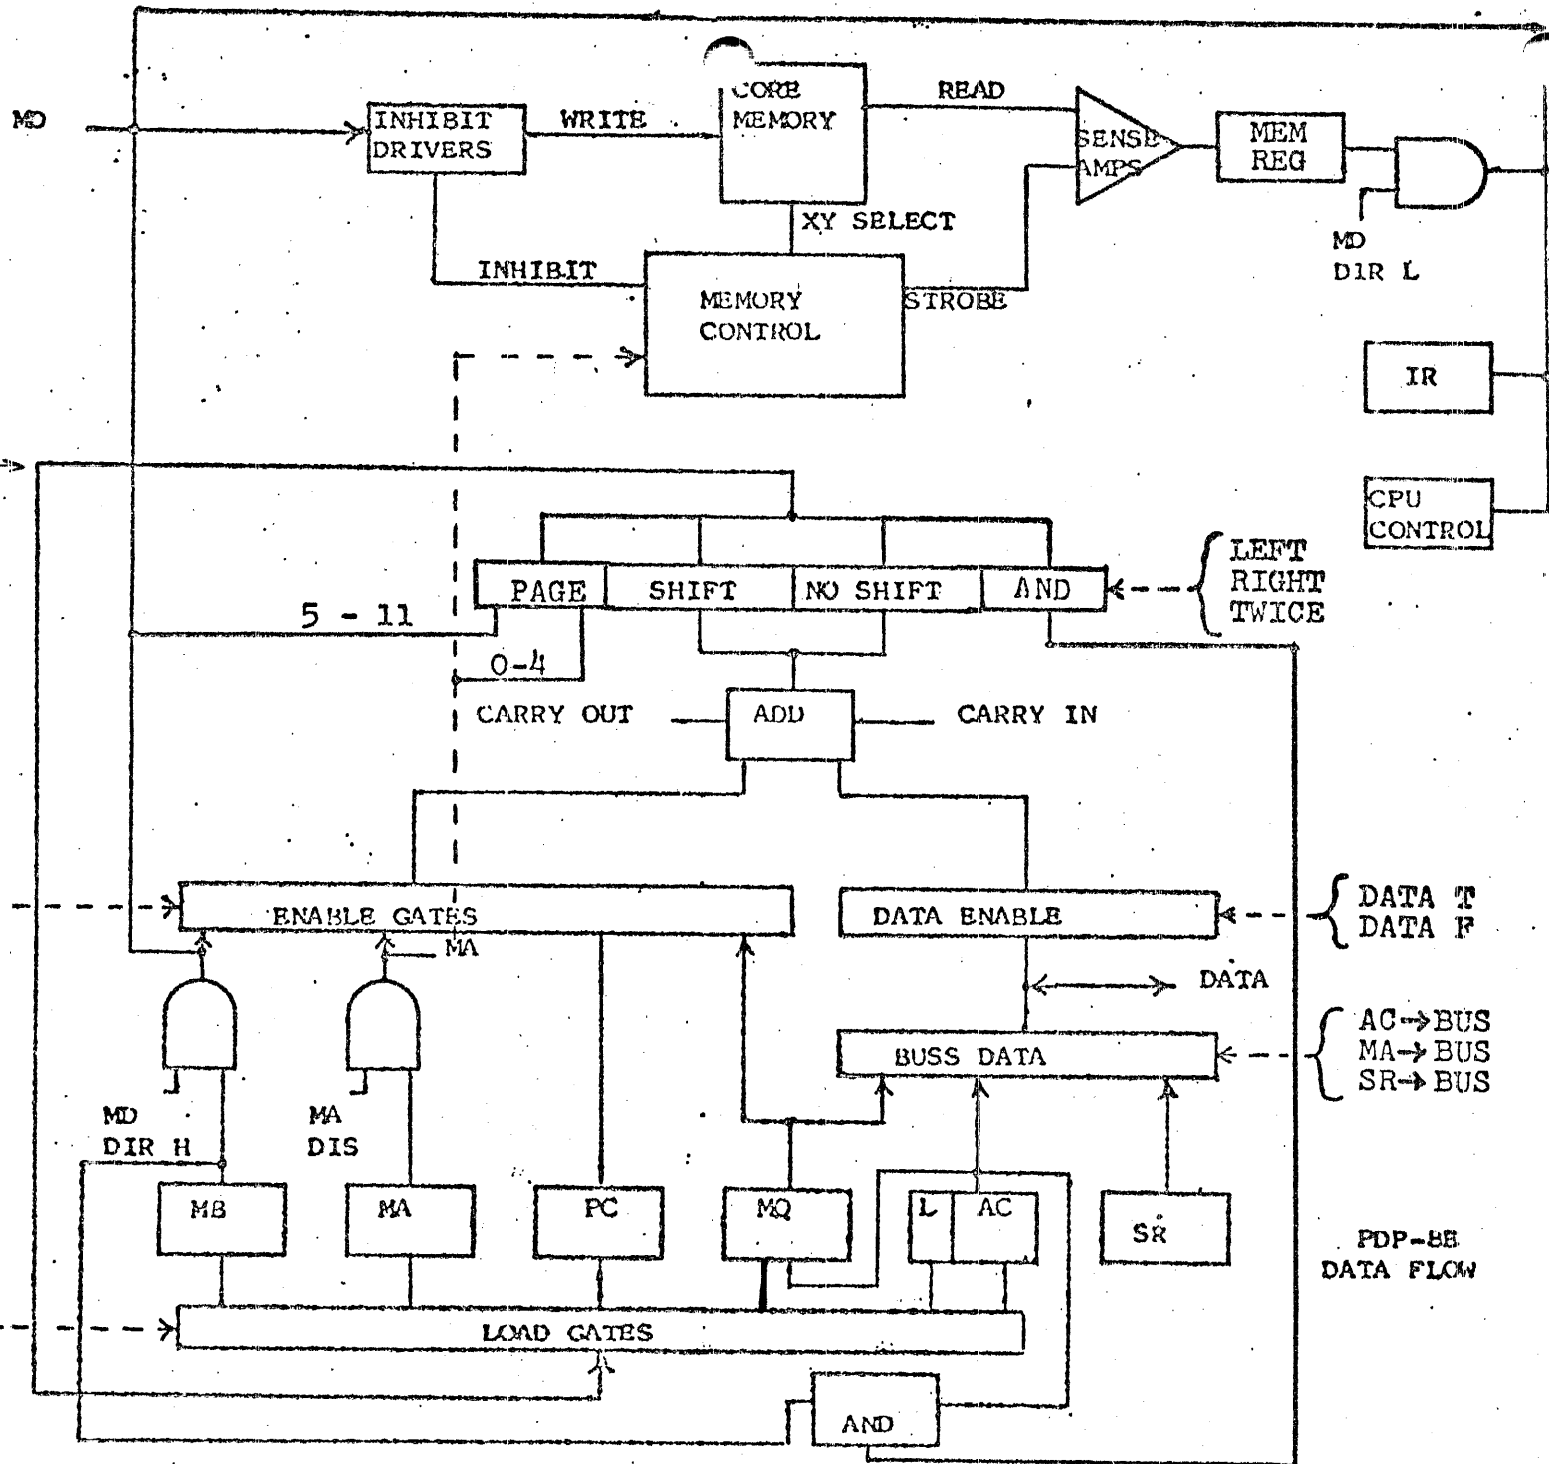 CORE
MEMORY
READ
MD
INHIBIT
DRIVERS
WRITE
SENSE
AMPS
MEM
REG
XY SELECT
MD
DIR L
INHIBIT
MEMORY
CONTROL
STROBE
IR
CPU
CONTROL
PAGE
SHIFT
NO SHIFT
AND
LEFT
RIGHT
TWICE
5 - 11
0-4
CARRY OUT
ADD
CARRY IN
ENABLE GATES
DATA ENABLE
DATA T
DATA F
MA
DATA
BUSS DATA
AC→BUS
MA→BUS
SR→BUS
MD
DIR H
MA
DIS
MB
MA
PC
MQ
L
AC
SR
PDP-8E
DATA FLOW
LOAD GATES
AND